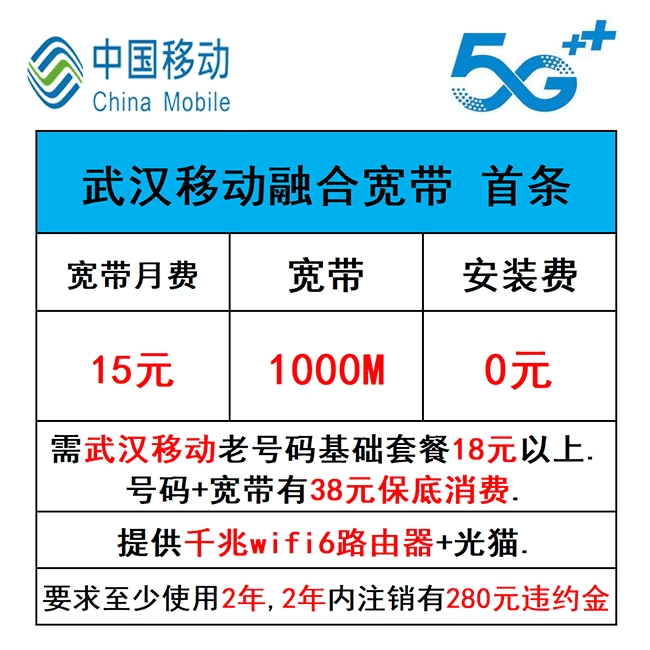 中国移动
China Mobile
5G++
武汉移动融合宽带 首条
宽带月费 宽带 安装费
15元 1000M 0元
需武汉移动老号码基础套餐18元以上.
号码+宽带有38元保底消费.
提供千兆wifi6路由器+光猫.
要求至少使用2年,2年内注销有280元违约金